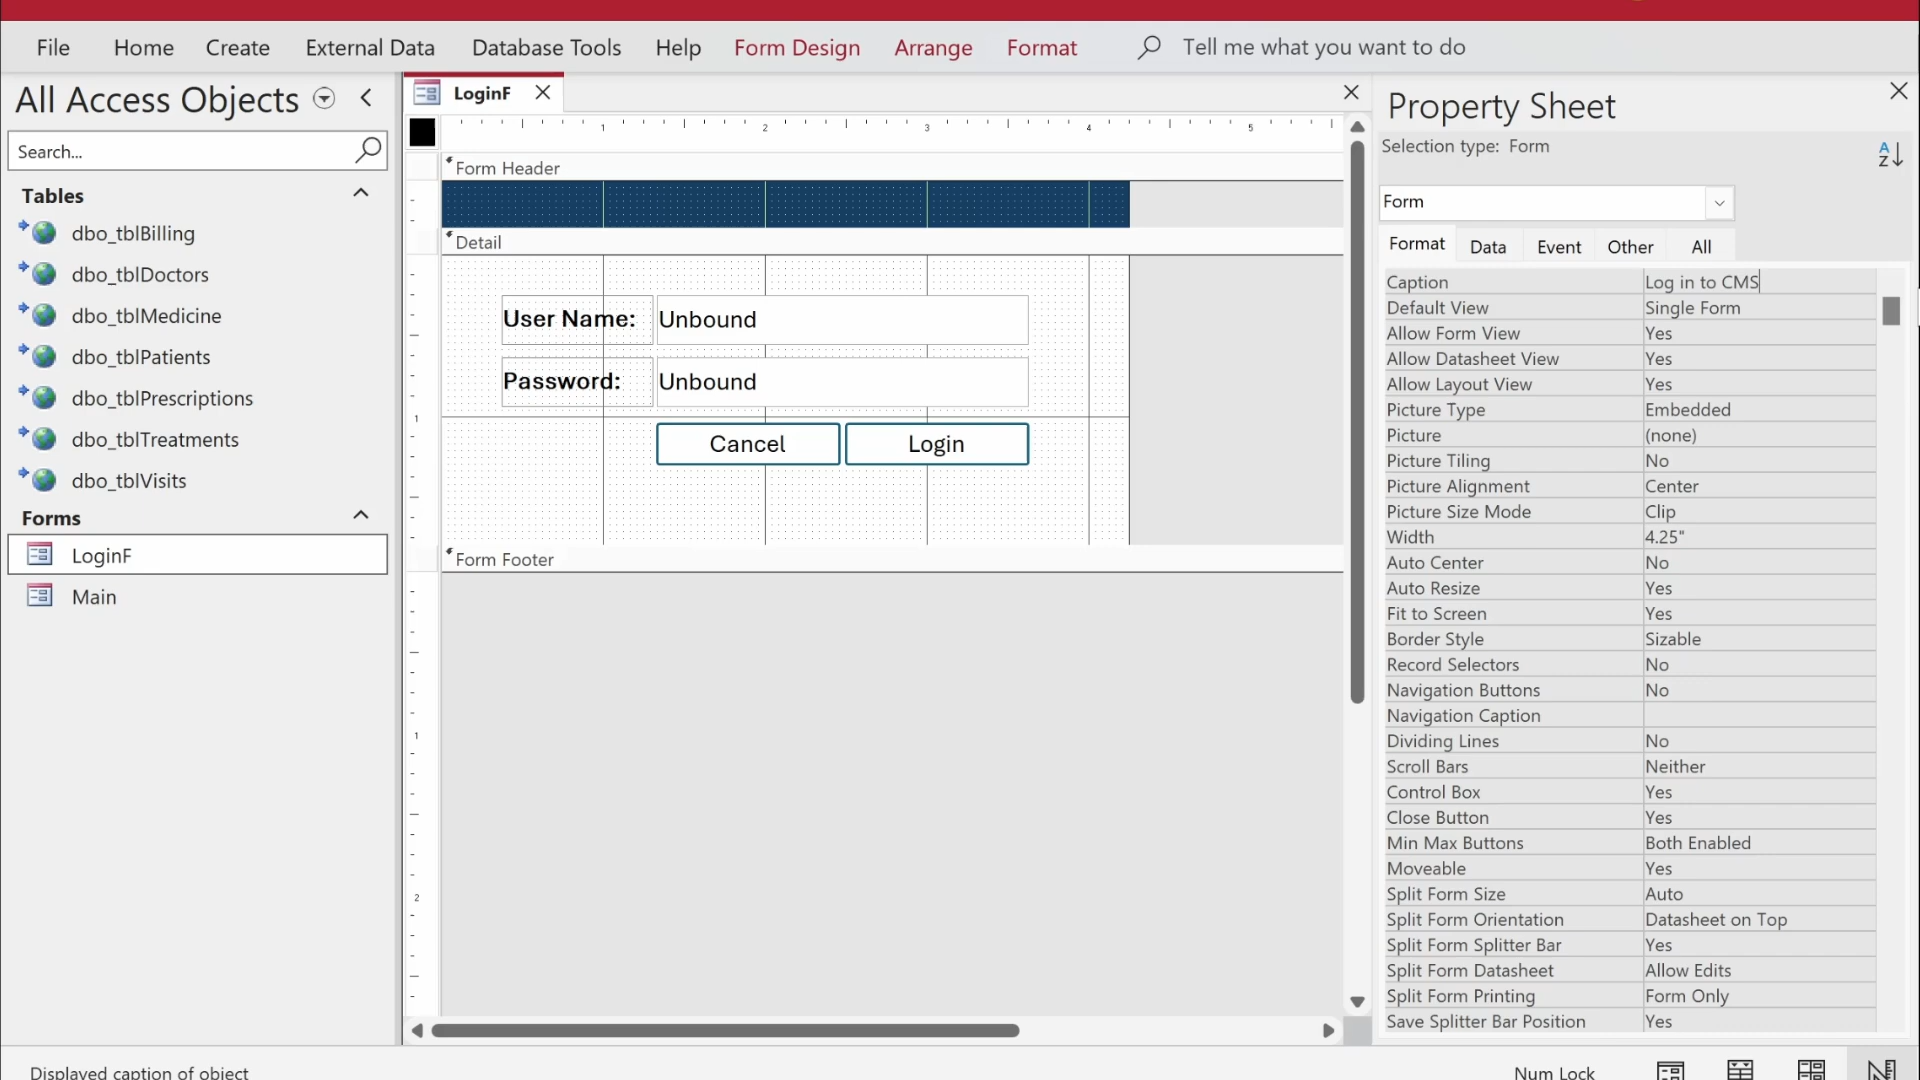 File Home Create External Data Database Tools Help Form Design Arrange Format Tell me what you want to do
All Access Objects
Search...
Tables
dbo_tblBilling
dbo_tblDoctors
dbo_tblMedicine
dbo_tblPatients
dbo_tblPrescriptions
dbo_tblTreatments
dbo_tblVisits
Forms
LoginF
Main
LoginF
1 2 3 4 5
Form Header
Detail
User Name: Unbound
Password: Unbound
1
Cancel Login
Form Footer
1
2
Property Sheet
Selection type: Form
A
Z
Form
Format Data Event Other All
Caption Log in to CMS
Default View Single Form
Allow Form View Yes
Allow Datasheet View Yes
Allow Layout View Yes
Picture Type Embedded
Picture (none)
Picture Tiling No
Picture Alignment Center
Picture Size Mode Clip
Width 4.25"
Auto Center No
Auto Resize Yes
Fit to Screen Yes
Border Style Sizable
Record Selectors No
Navigation Buttons No
Navigation Caption
Dividing Lines No
Scroll Bars Neither
Control Box Yes
Close Button Yes
Min Max Buttons Both Enabled
Moveable Yes
Split Form Size Auto
Split Form Orientation Datasheet on Top
Split Form Splitter Bar Yes
Split Form Datasheet Allow Edits
Split Form Printing Form Only
Save Splitter Bar Position Yes
Displayed caption of object Num Lock